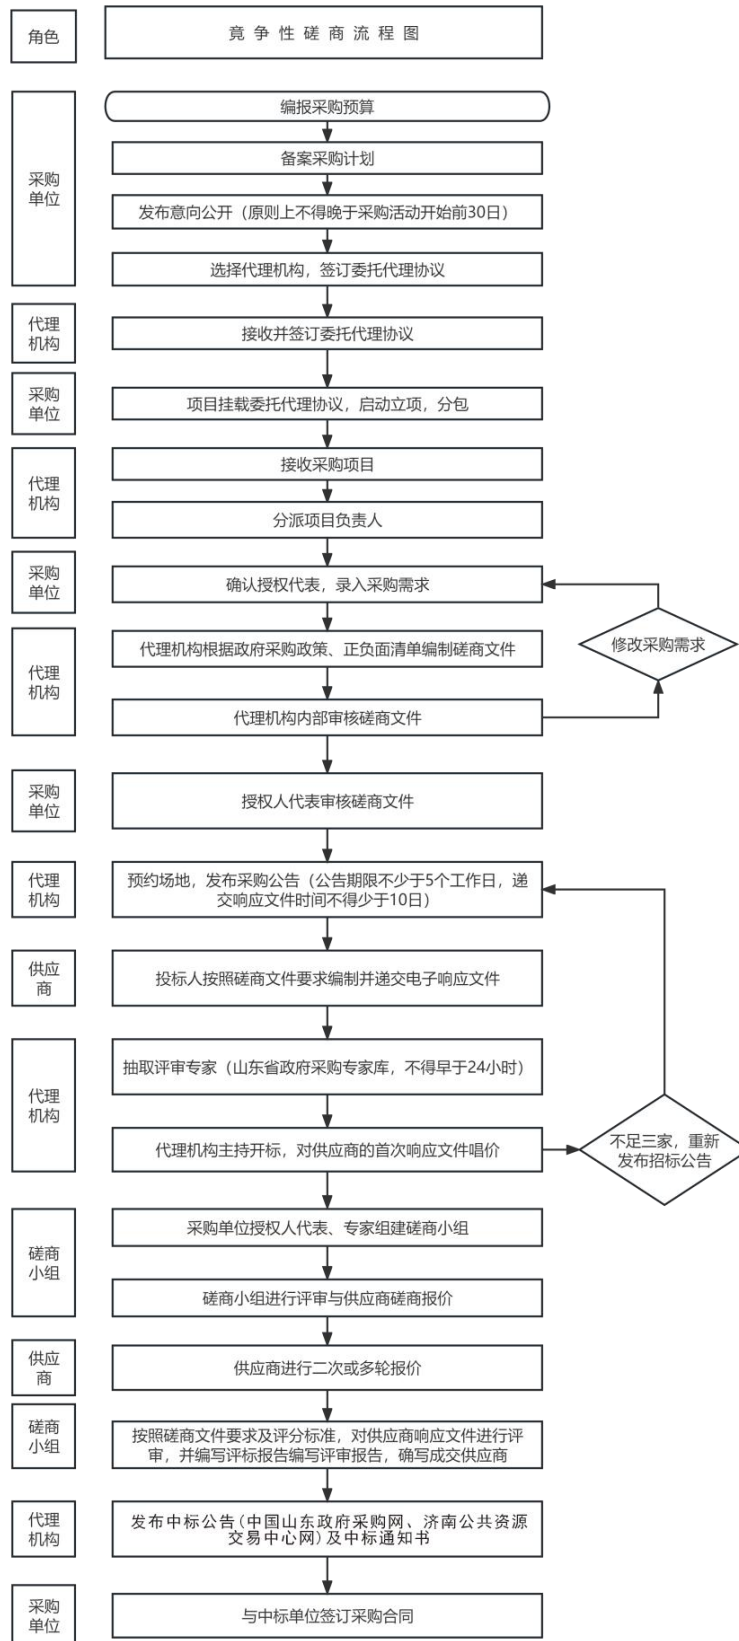 角色
竟争性磋商流程图
采购
单位
编报采购预算
备案采购计划
发布意向公开（原则上不得晚于采购活动开始前30日）
选择代理机构，签订委托代理协议
代理
机构
接收并签订委托代理协议
采购
单位
项目挂载委托代理协议，启动立项，分包
代理
机构
接收采购项目
分派项目负责人
采购
单位
确认授权代表，录入采购需求
修改采购需求
代理
机构
代理机构根据政府采购政策、正负面清单编制磋商文件
代理机构内部审核磋商文件
采购
单位
授权人代表审核磋商文件
代理
机构
预约场地，发布采购公告（公告期限不少于5个工作日，递
交响应文件时间不得少于10日）
供应
商
投标人按照磋商文件要求编制并递交电子响应文件
代理
机构
抽取评审专家（山东省政府采购专家库，不得早于24小时）
代理机构主持开标，对供应商的首次响应文件唱价
不足三家，重新
发布招标公告
磋商
小组
采购单位授权人代表、专家组建磋商小组
磋商小组进行评审与供应商磋商报价
供应
商
供应商进行二次或多轮报价
磋商
小组
按照磋商文件要求及评分标准，对供应商响应文件进行评
审，并编写评标报告编写评审报告，确写成交供应商
代理
机构
发布中标公告(中国山东政府采购网、济南公共资源
交易中心网)及中标通知书
采购
单位
与中标单位签订采购合同